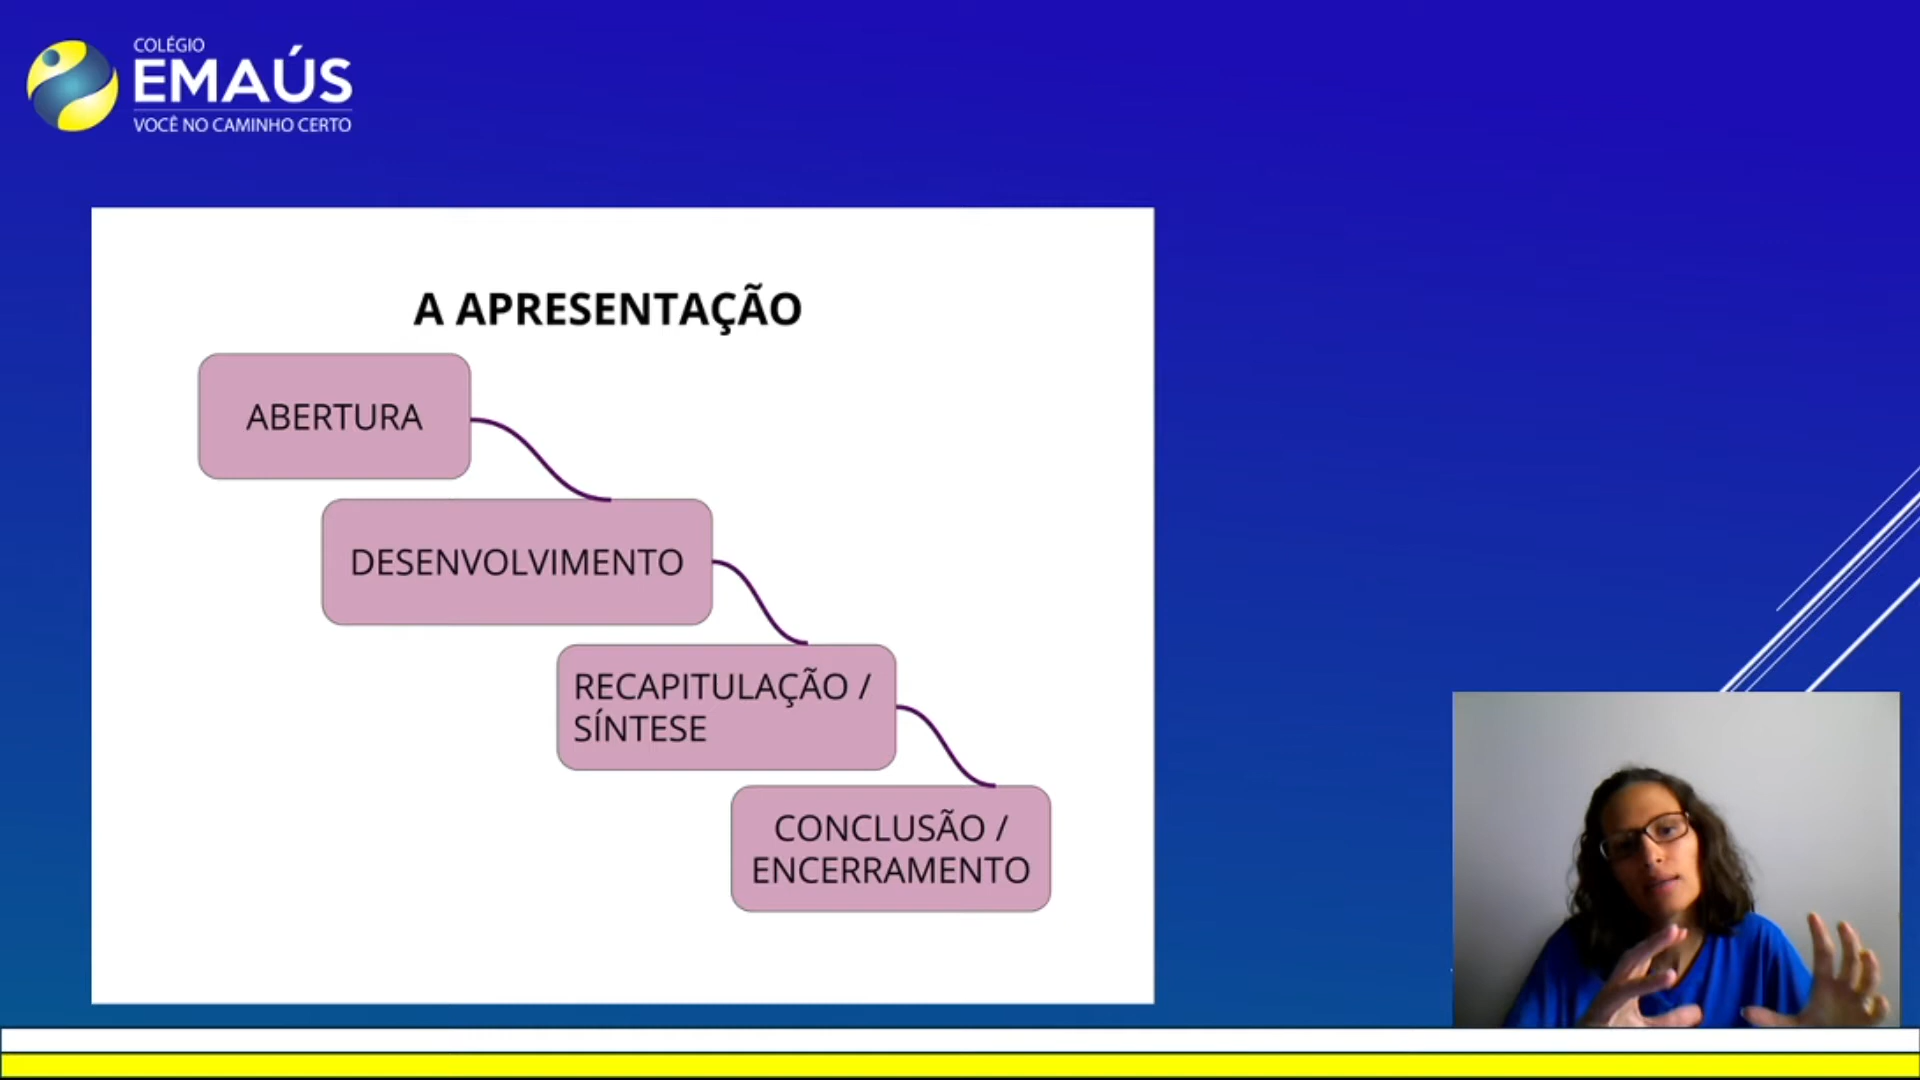 COLÉGIO
EMAÚS
VOCÊ NO CAMINHO CERTO
A APRESENTAÇÃO
ABERTURA
DESENVOLVIMENTO
RECAPITULAÇÃO /
SÍNTESE
CONCLUSÃO /
ENCERRAMENTO